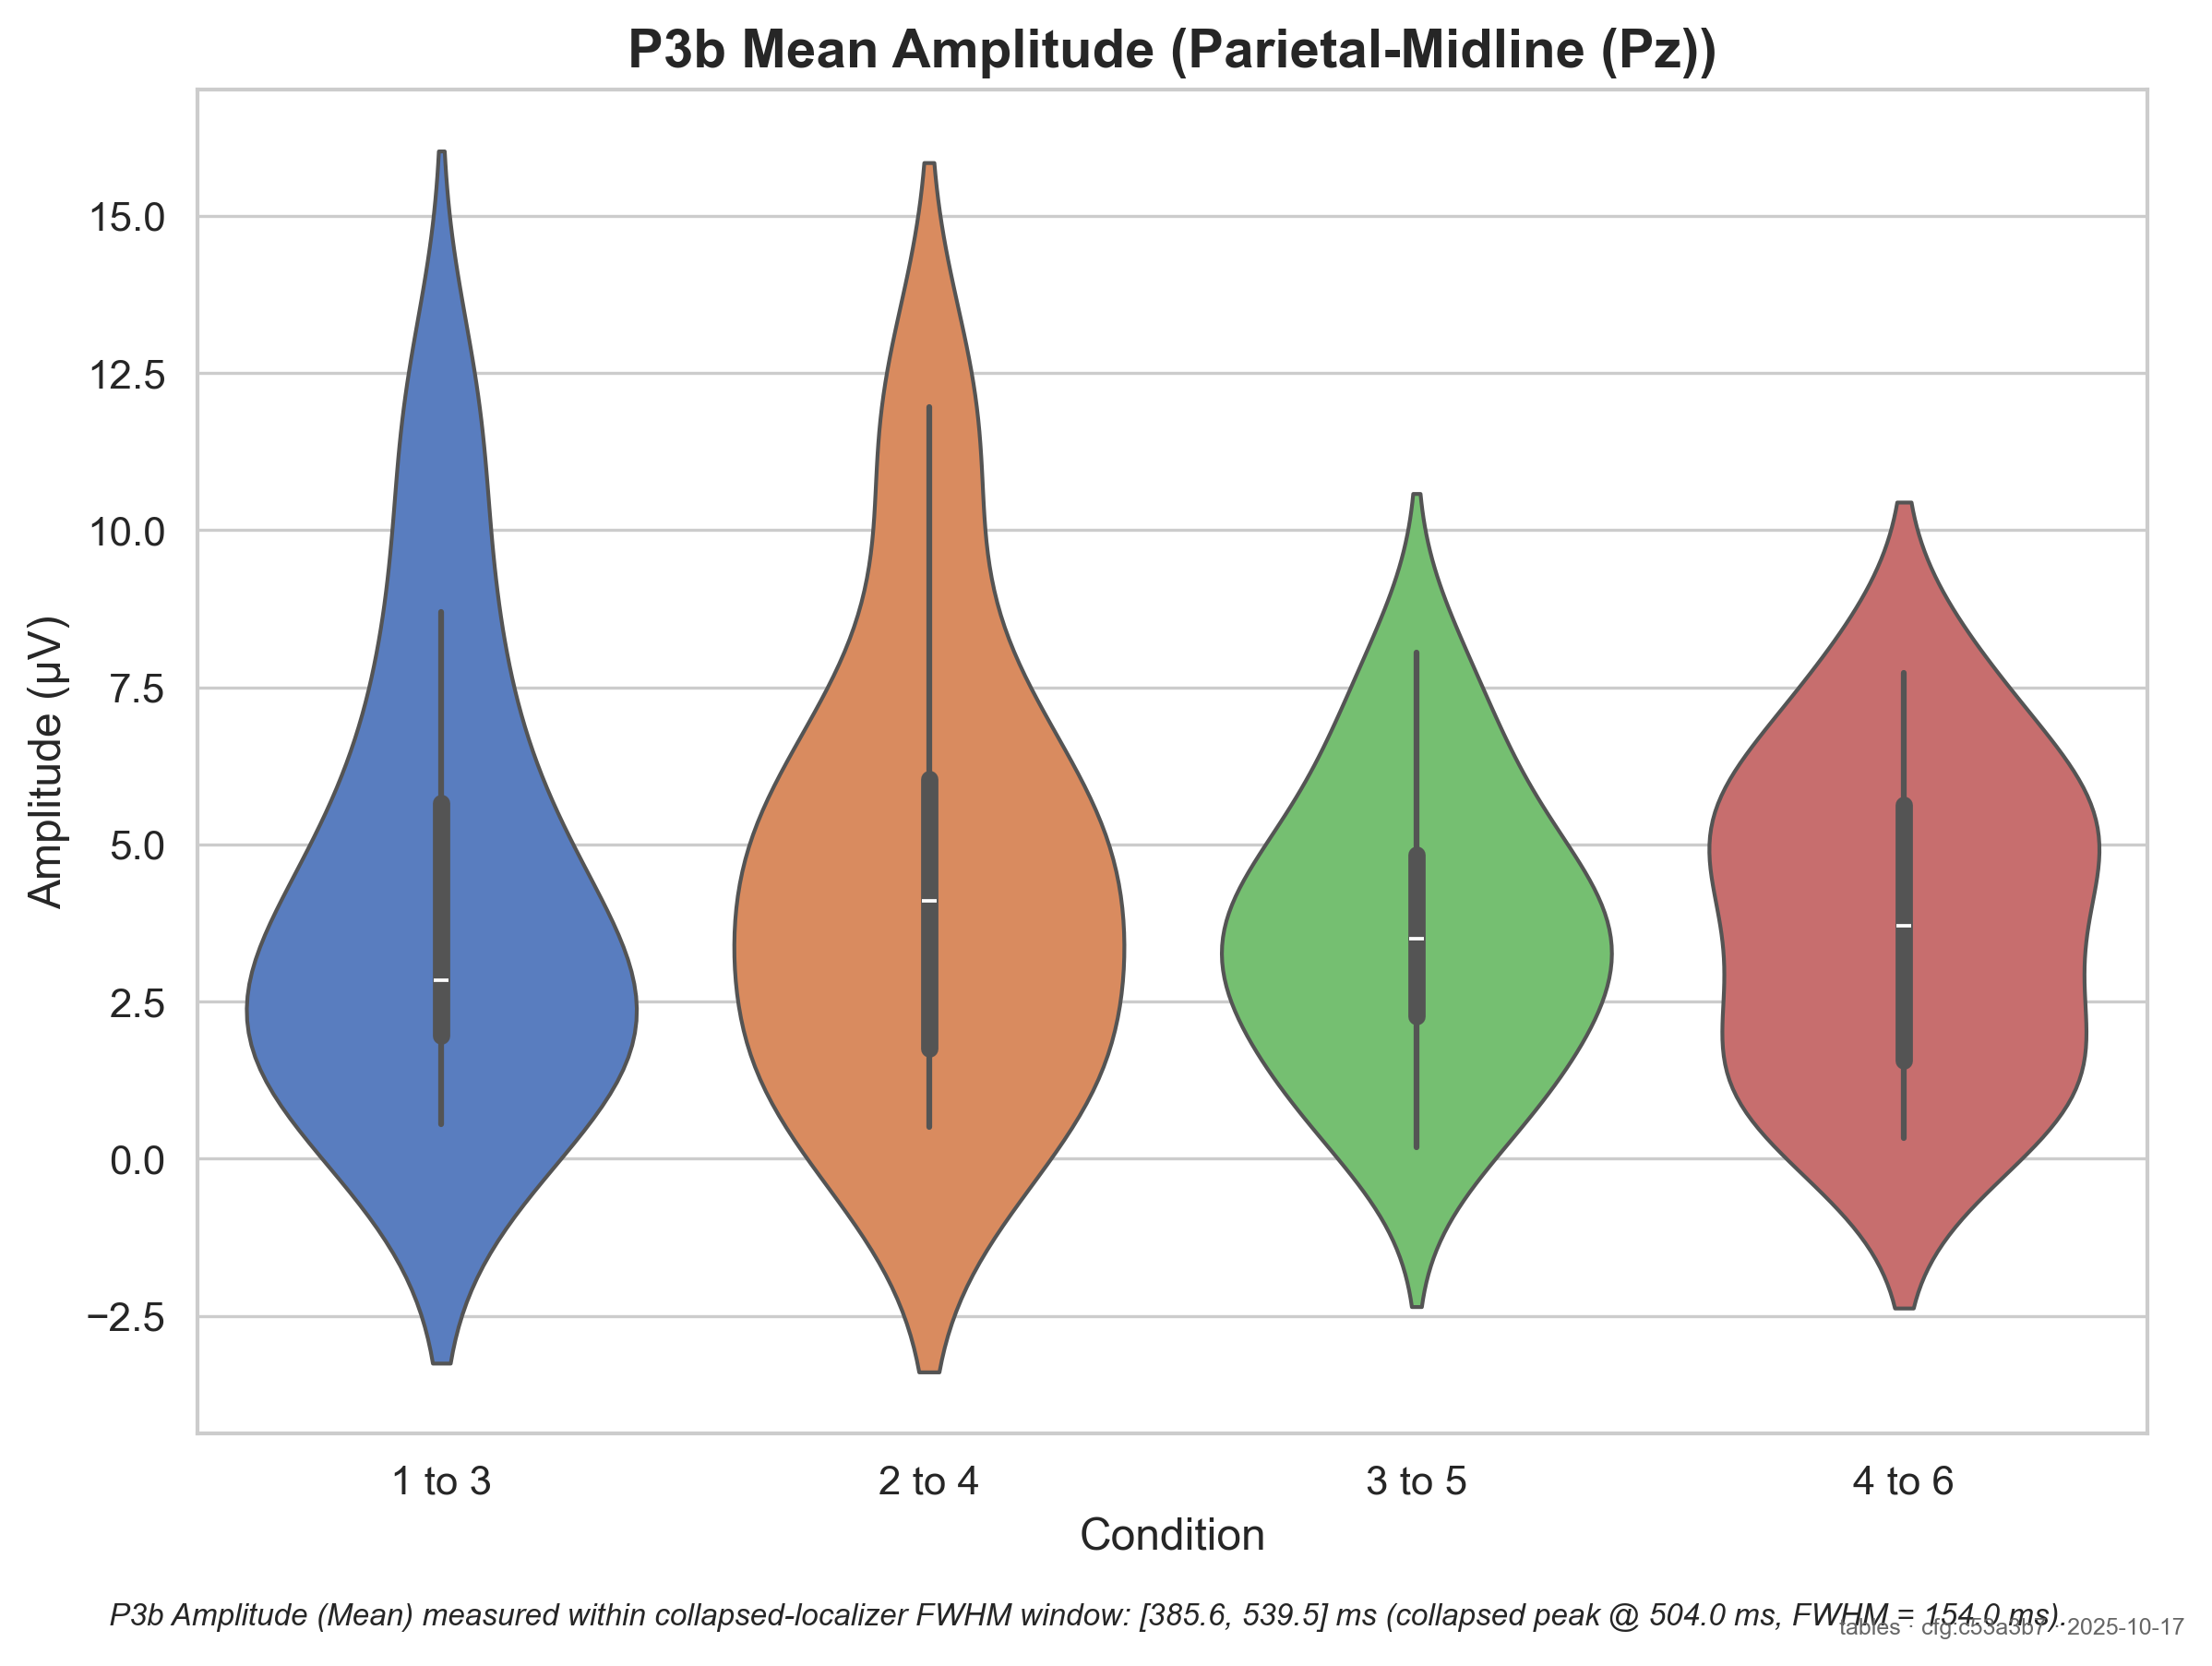 P3b Mean Amplitude (Parietal-Midline (Pz))
Amplitude (µV)
15.0
12.5
10.0
7.5
5.0
2.5
0.0
−2.5
1 to 3
2 to 4
3 to 5
4 to 6
Condition
P3b Amplitude (Mean) measured within collapsed-localizer FWHM window: [385.6, 539.5] ms (collapsed peak @ 504.0 ms, FWHM = 154.0 ms).
tables · cfg:c53a3b7 · 2025-10-17